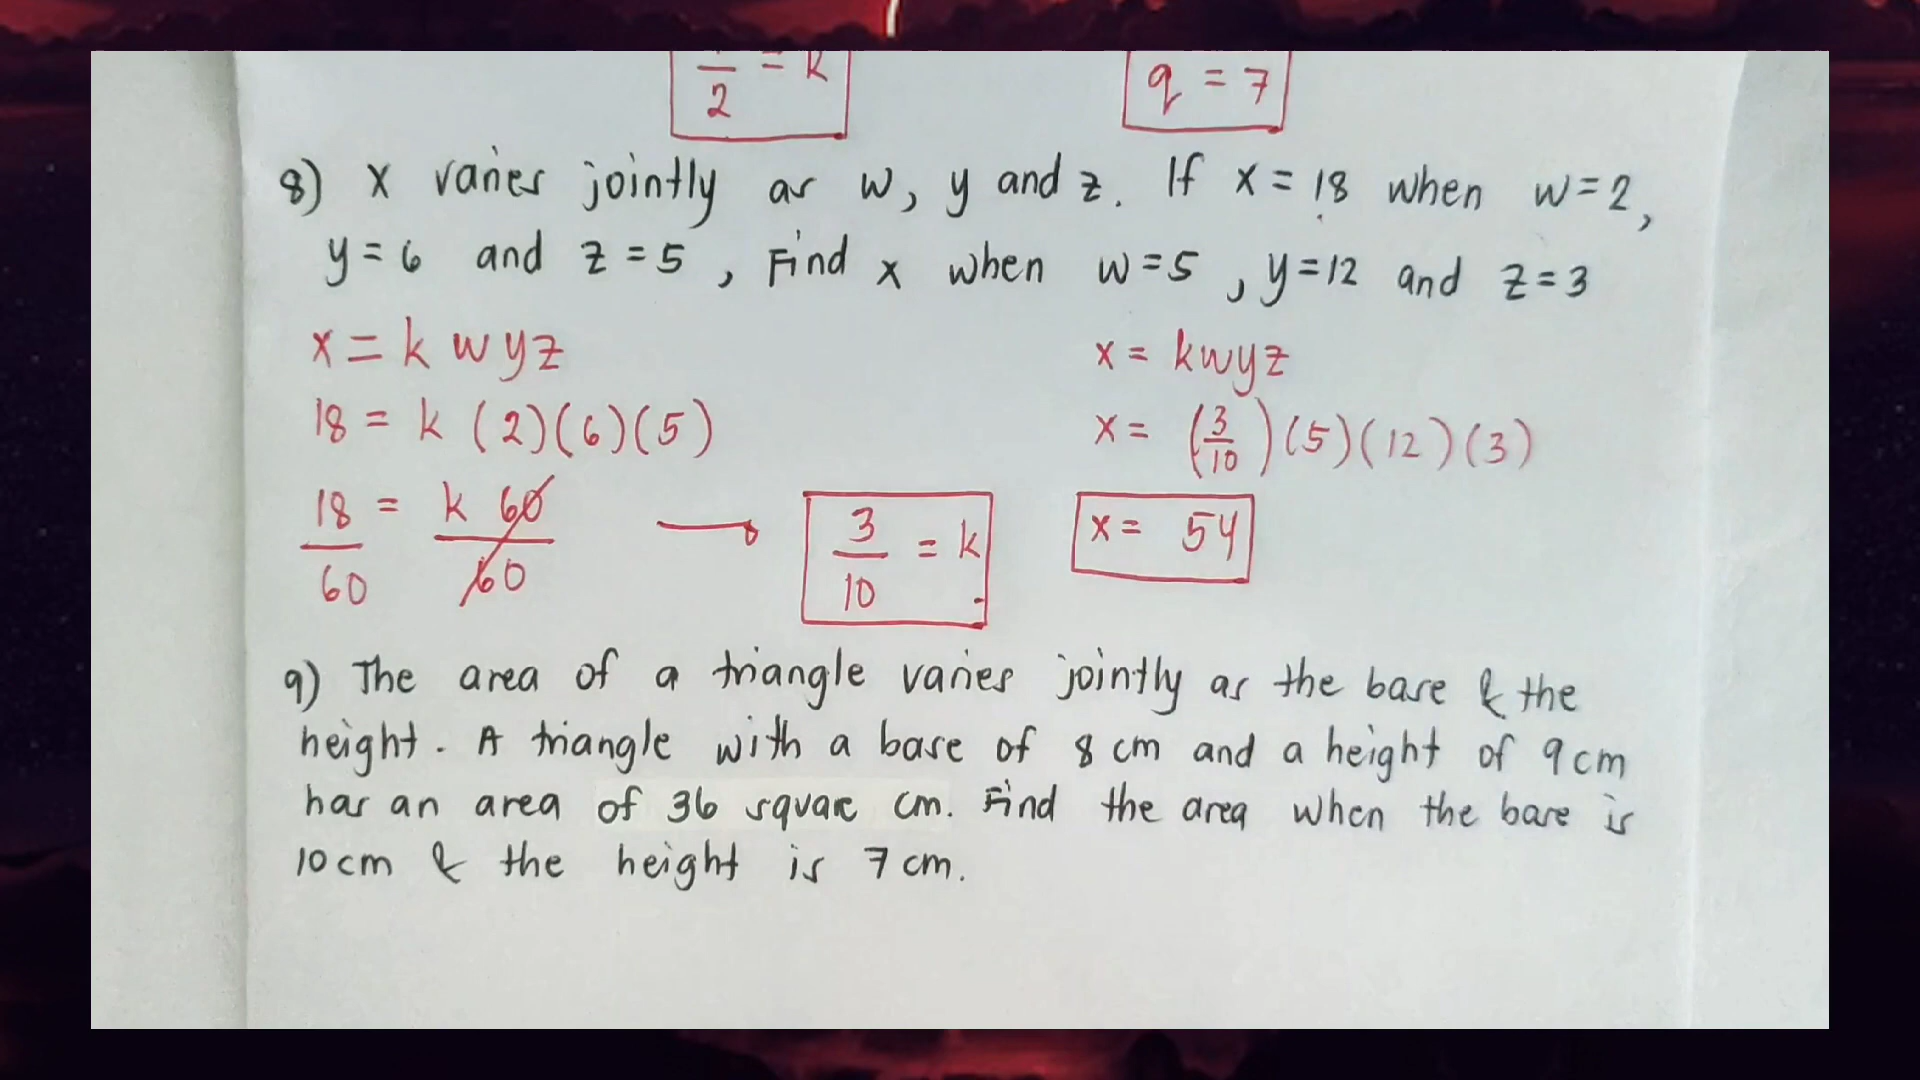 1/2 = k q = 7
8) x varies jointly as w, y and z. If x = 18 when w = 2,
y = 6 and z = 5, Find x when w = 5, y = 12 and z = 3
x = k w y z x = kwyz
18 = k (2)(6)(5) x = (3/10)(5)(12)(3)
18/60 = k 60/60 → 3/10 = k x = 54
9) The area of a triangle varies jointly as the base & the
height. A triangle with a base of 8 cm and a height of 9 cm
has an area of 36 square cm. Find the area when the base is
10 cm & the height is 7 cm.